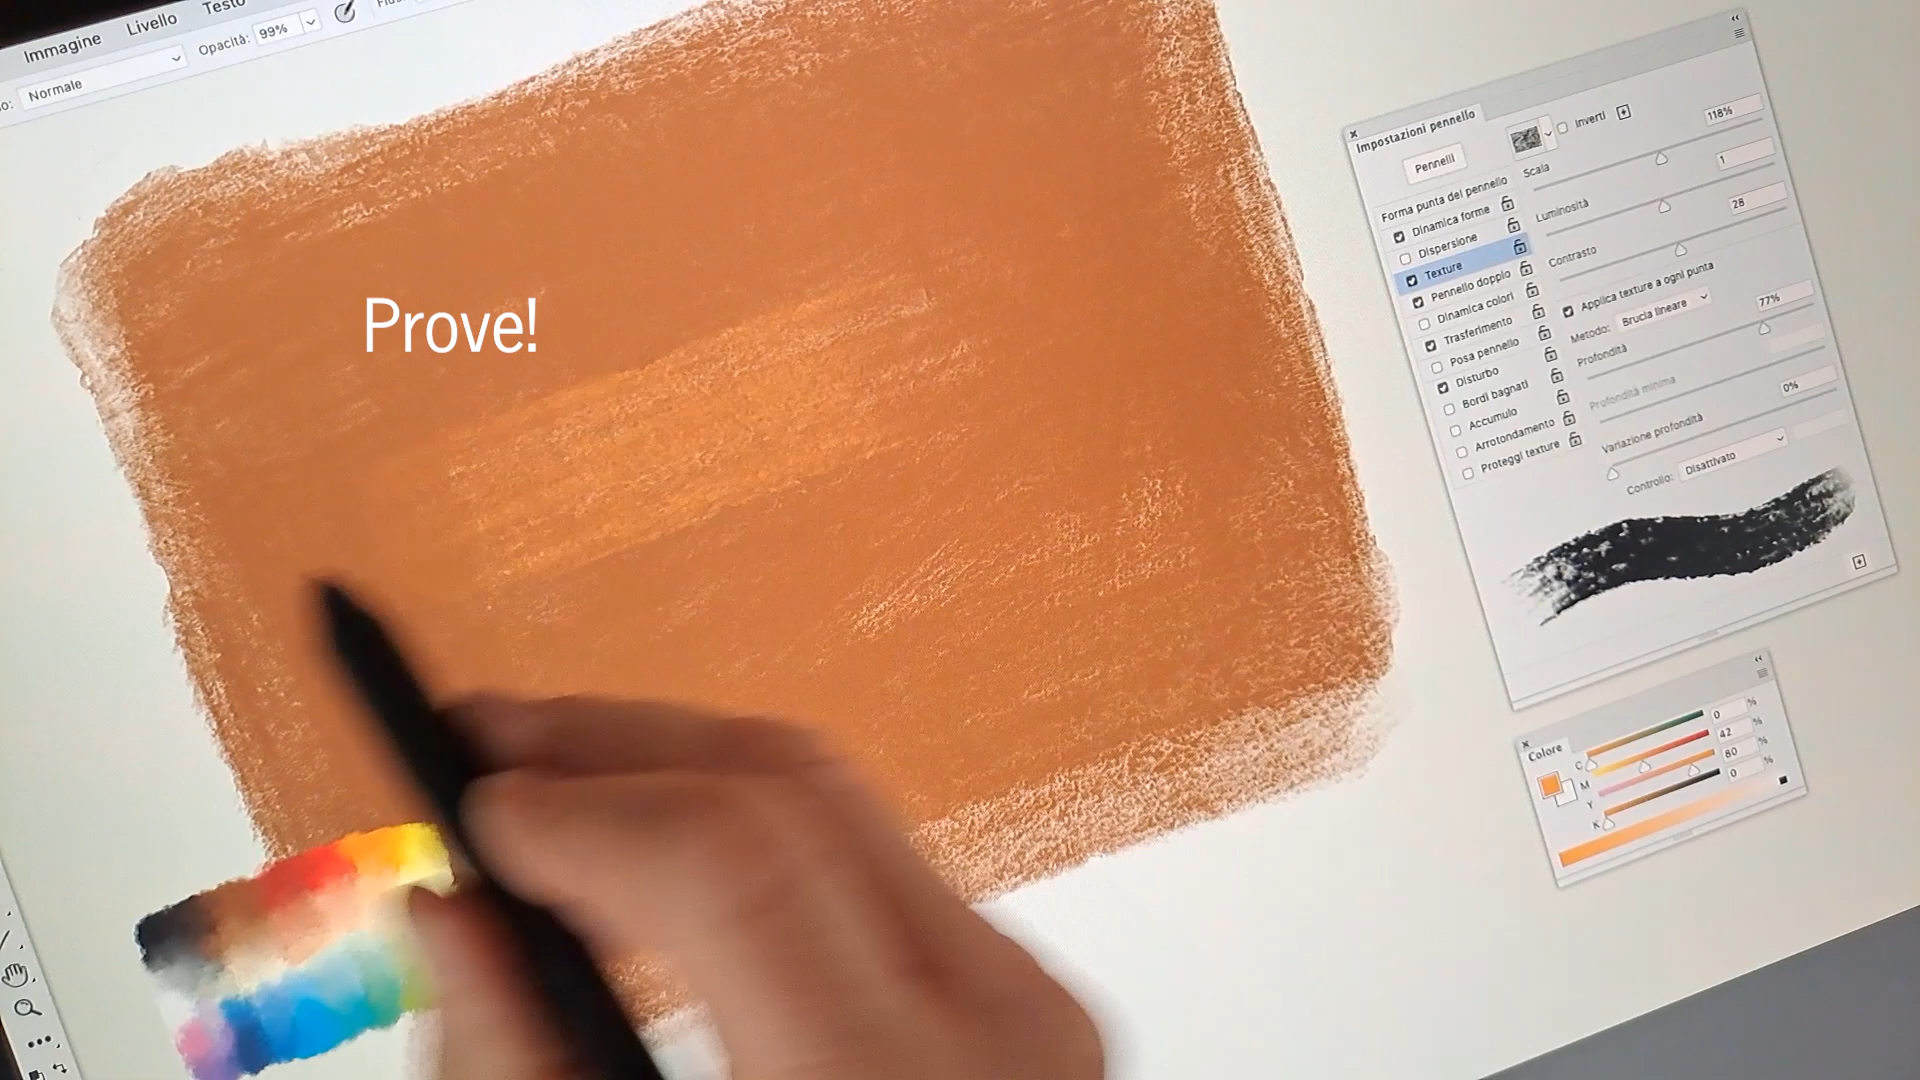 Immagine Livello Testo
Normale
Opacità: 99%
Prove!
Impostazioni pennello
Pennelli
Inverti
Forma punta del pennello
Dinamica forme
Dispersione
Texture
Pennello doppio
Dinamica colori
Trasferimento
Posa pennello
Disturbo
Bordi bagnati
Accumulo
Arrotondamento
Proteggi texture
Scala 118%
Luminosità 1
Contrasto 28
Applica texture a ogni punta
Metodo: Brucia lineare
Profondità 77%
Profondità minima
Variazione profondità 0%
Controllo: Disattivato
Colore
C 0 %
M 42 %
Y 80 %
K 0 %